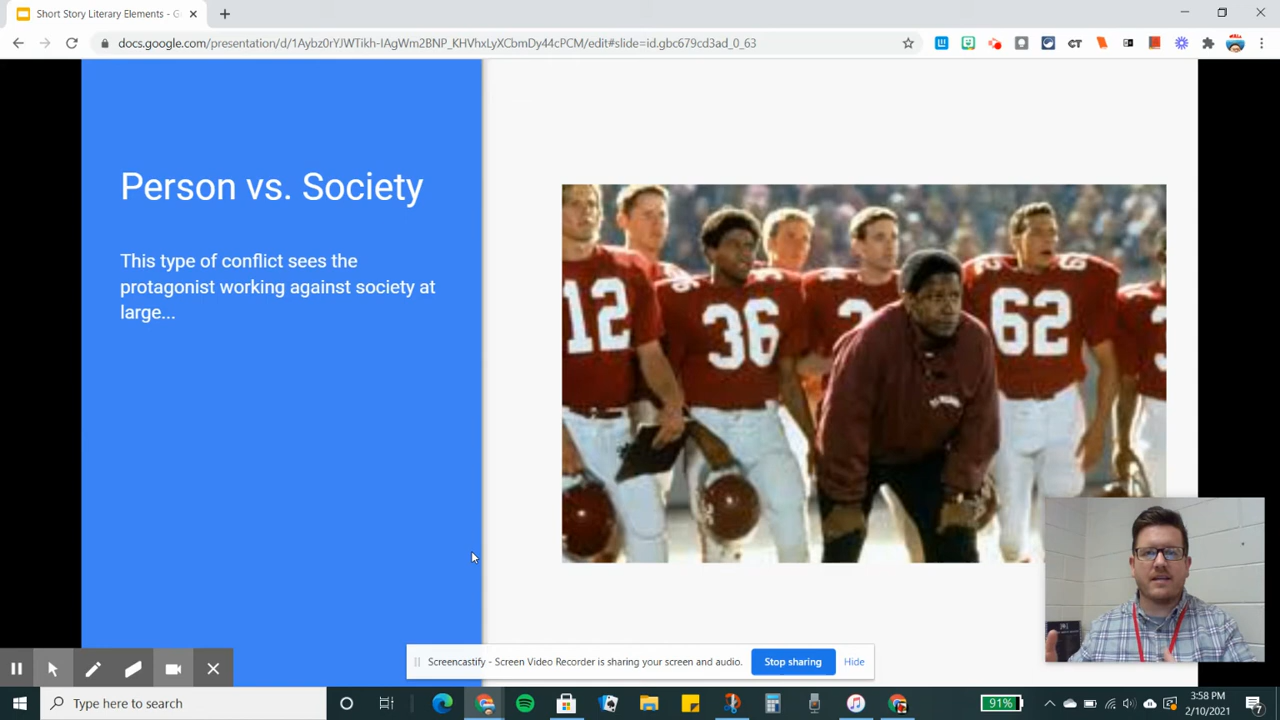 Short Story Literary Elements - G
docs.google.com/presentation/d/1Aybz0rYJWTikh-IAgWm2BNP_KHVhxLyXCbmDy44cPCM/edit#slide=id.gbc679cd3ad_0_63
Person vs. Society
This type of conflict sees the
protagonist working against society at
large...
12
36
62
Screencastify - Screen Video Recorder is sharing your screen and audio.
Stop sharing
Hide
Type here to search
91%
3:58 PM
2/10/2021
7